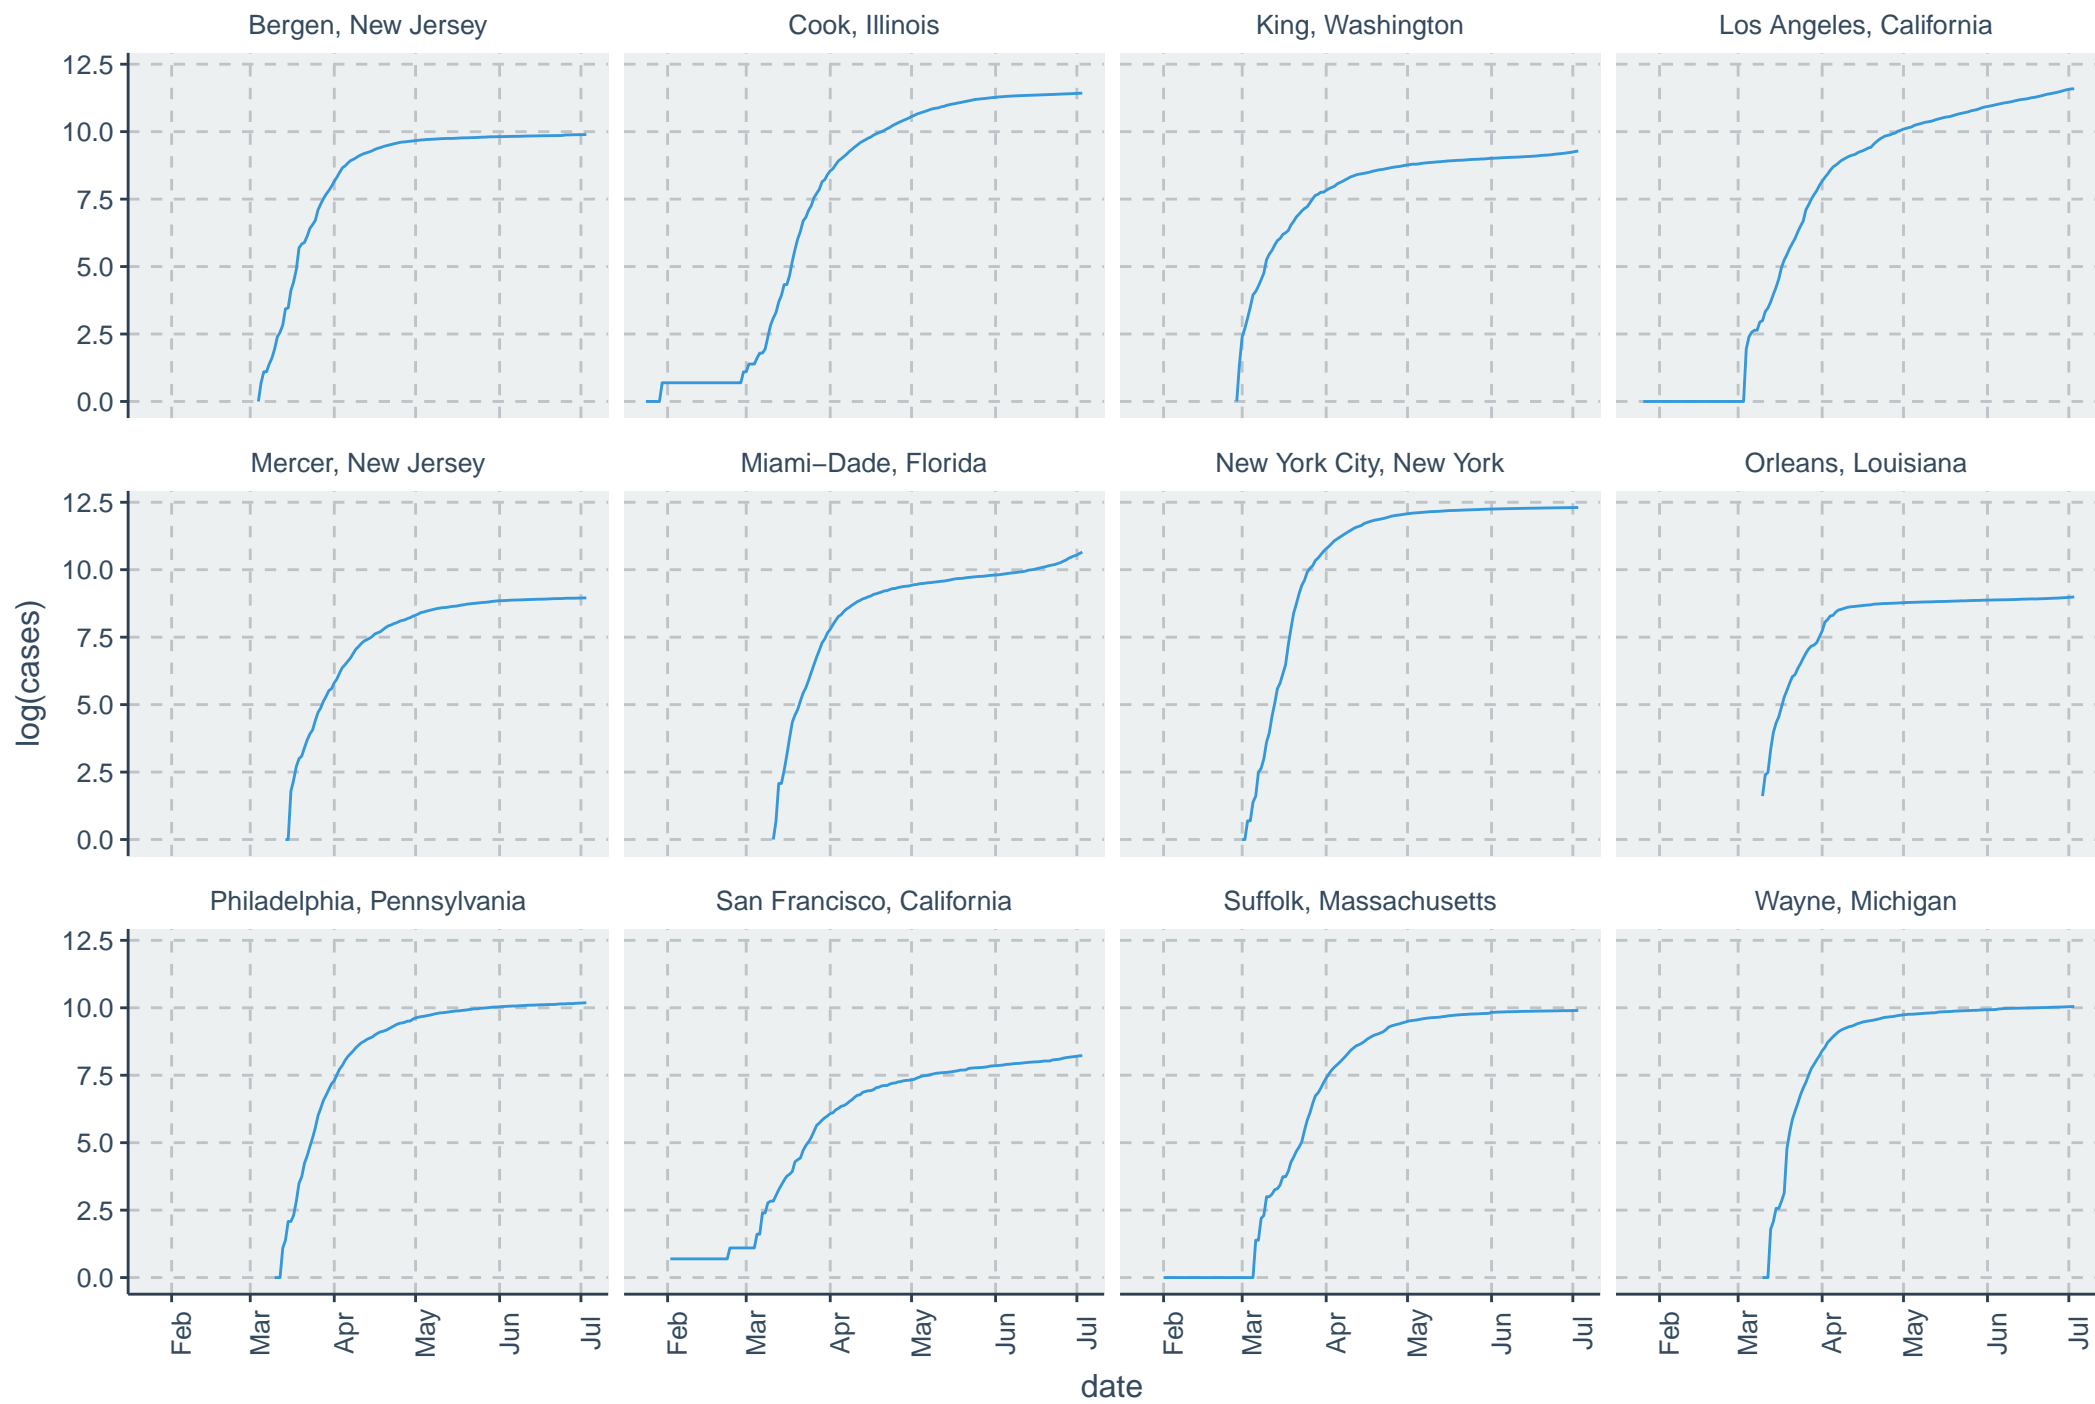 Bergen, New Jersey
Cook, Illinois
King, Washington
Los Angeles, California
12.5
10.0
7.5
5.0
2.5
0.0
Mercer, New Jersey
Miami−Dade, Florida
New York City, New York
Orleans, Louisiana
12.5
10.0
7.5
5.0
2.5
0.0
log(cases)
Philadelphia, Pennsylvania
San Francisco, California
Suffolk, Massachusetts
Wayne, Michigan
12.5
10.0
7.5
5.0
2.5
0.0
Feb
Mar
Apr
May
Jun
Jul
Feb
Mar
Apr
May
Jun
Jul
Feb
Mar
Apr
May
Jun
Jul
Feb
Mar
Apr
May
Jun
Jul
date